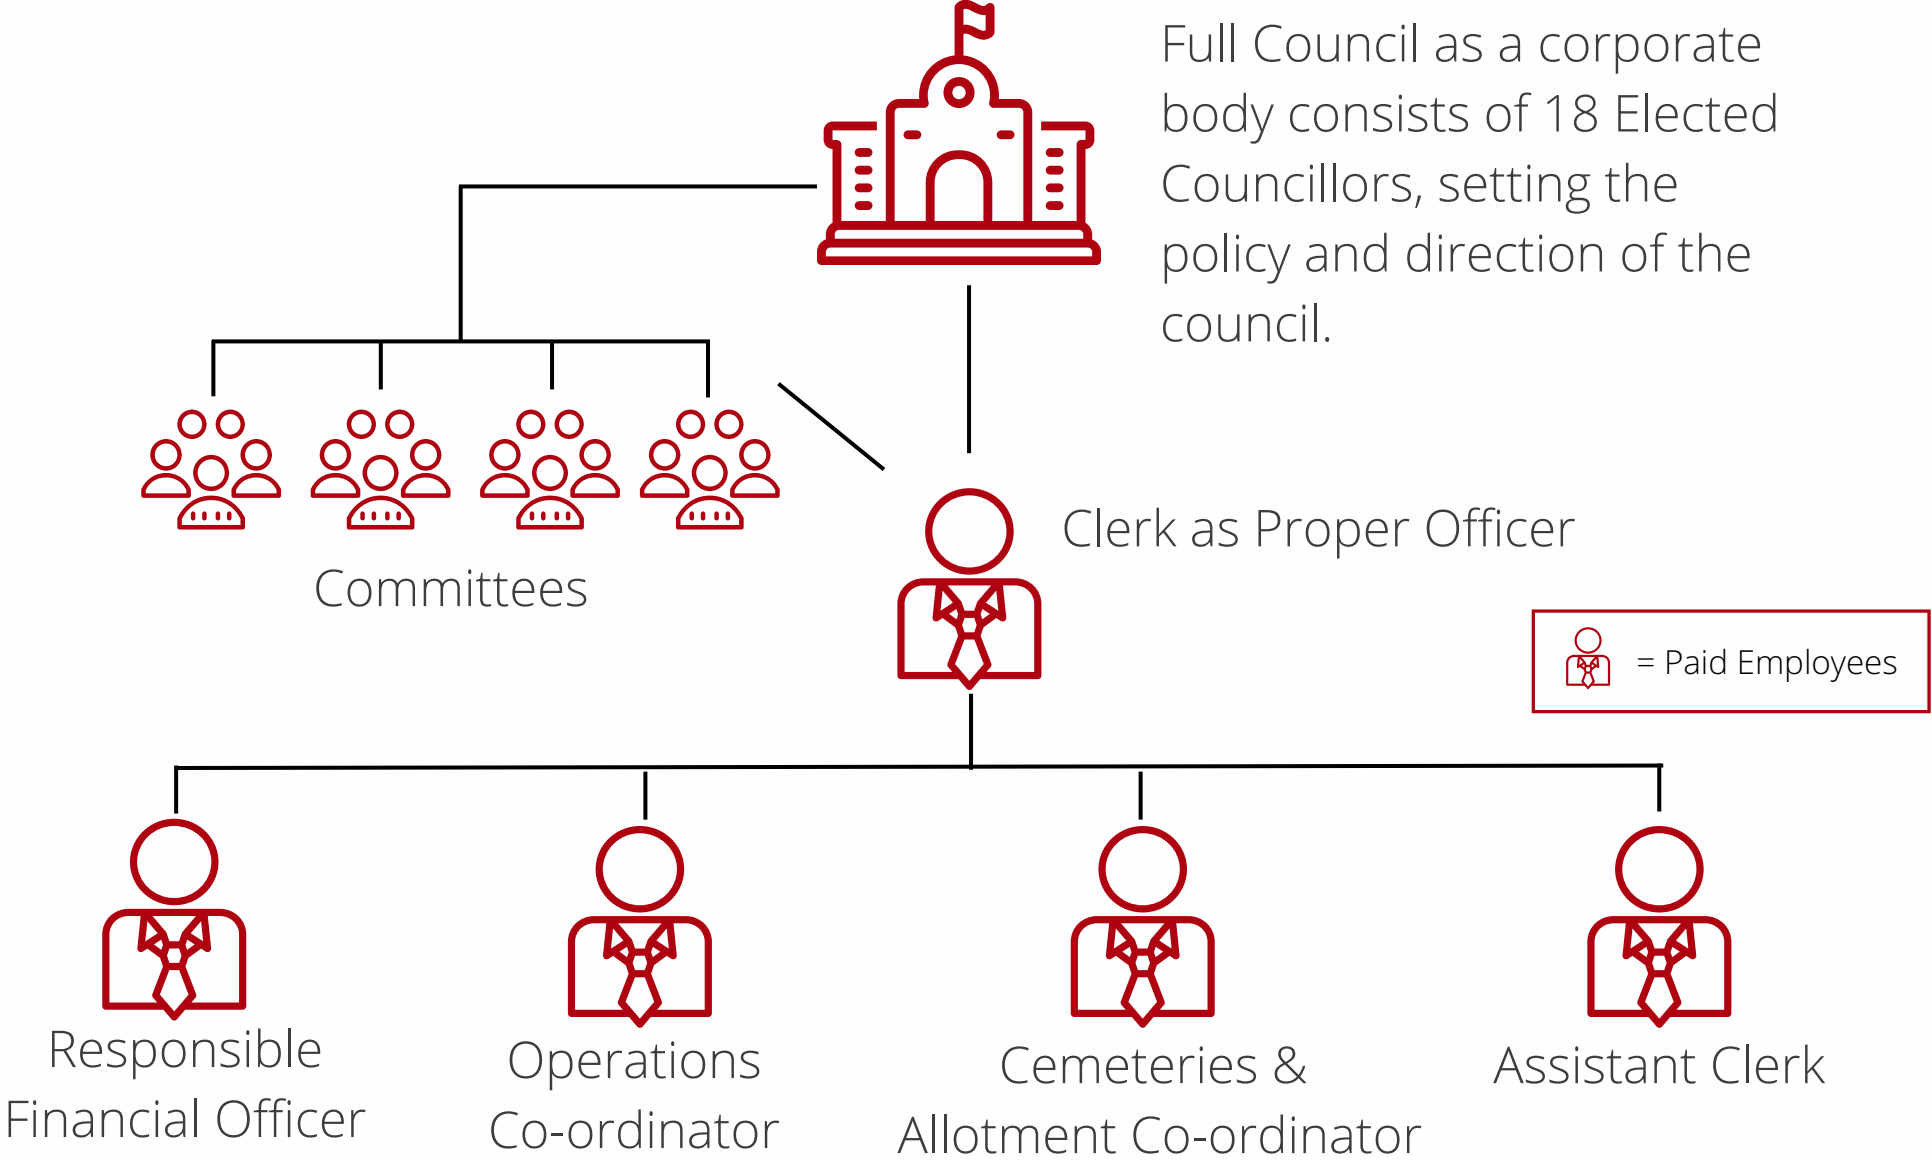 Full Council as a corporate
body consists of 18 Elected
Councillors, setting the
policy and direction of the
council.
Committees
Clerk as Proper Officer
= Paid Employees
Responsible
Financial Officer
Operations
Co-ordinator
Cemeteries &
Allotment Co-ordinator
Assistant Clerk